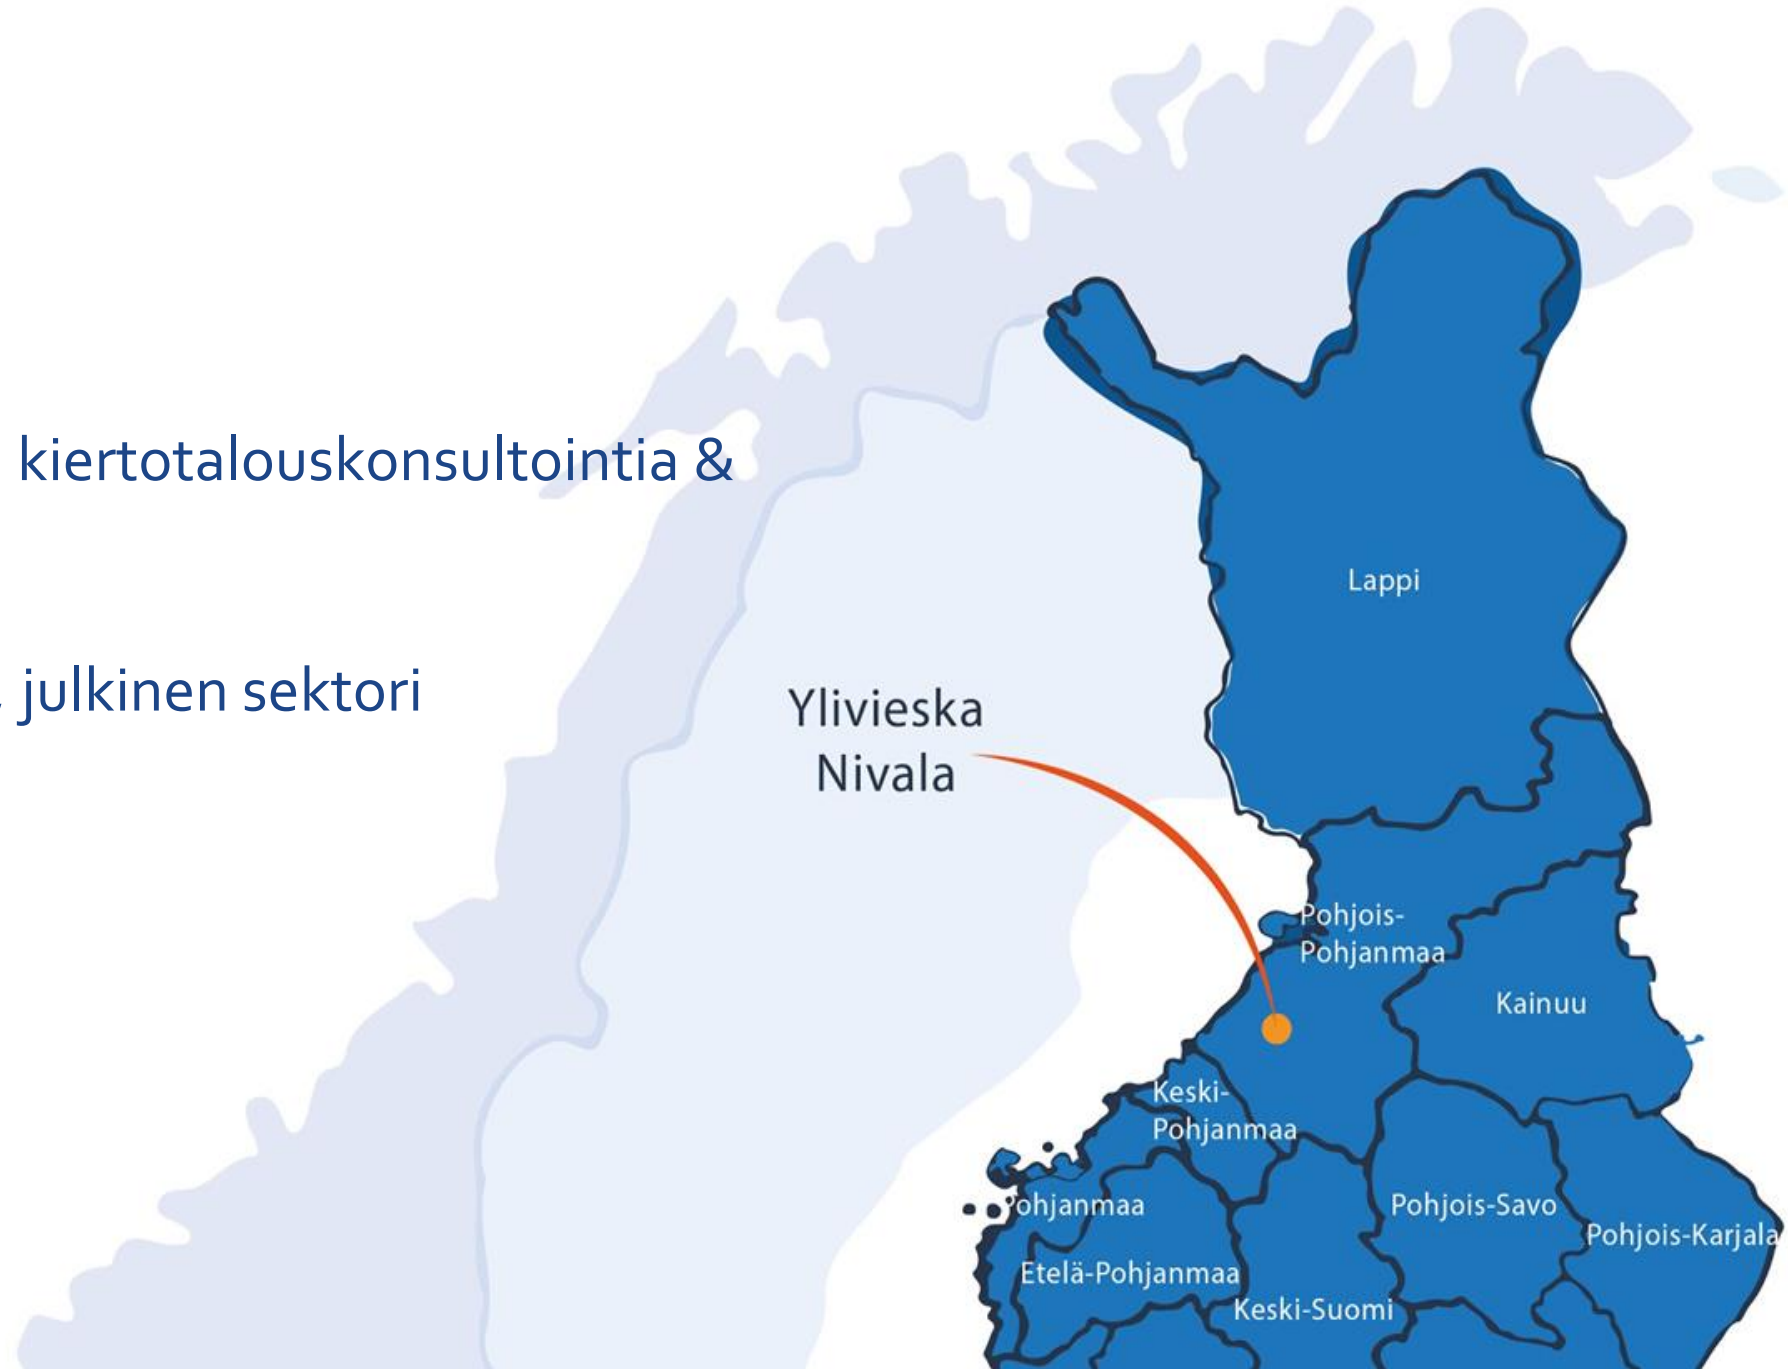 kiertotalouskonsultointia &
, julkinen sektori
Ylivieska
Nivala
Lappi
Pohjois-
Pohjanmaa
Kainuu
Keski-
Pohjanmaa
Pohjanmaa
Etelä-Pohjanmaa
Pohjois-Savo
Pohjois-Karjala
Keski-Suomi